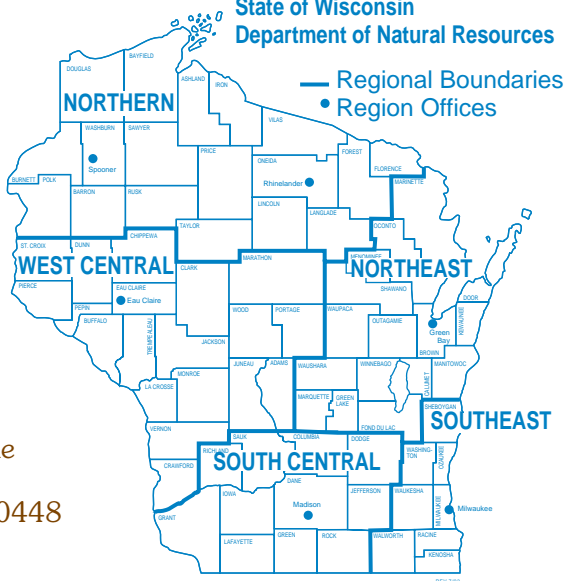 State of Wisconsin
Department of Natural Resources
Regional Boundaries
Region Offices
BAYFIELD
DOUGLAS
ASHLAND
IRON
NORTHERN
VILAS
WASHBURN
SAWYER
PRICE
FOREST
ONEIDA
FLORENCE
Spooner
Rhinelander
BURNETT
POLK
MARINETTE
BARRON
RUSK
LINCOLN
LANGLADE
TAYLOR
OCONTO
CHIPPEWA
ST. CROIX
DUNN
MARATHON
MENOMINEE
WEST CENTRAL
CLARK
NORTHEAST
PIERCE
EAU CLAIRE
SHAWANO
Eau Claire
DOOR
PEPIN
WOOD
PORTAGE
WAUPACA
BUFFALO
TREMPEALEAU
OUTAGAMIE
KEWAUNEE
Green
Bay
JACKSON
BROWN
JUNEAU
ADAMS
WAUSHARA
WINNEBAGO
CALUMET
MANITOWOC
MONROE
LA CROSSE
MARQUETTE
GREEN
LAKE
SHEBOYGAN
SOUTHEAST
VERNON
FOND DU LAC
SAUK
COLUMBIA
DODGE
RICHLAND
WASHING-
TON
OZAUKEE
SOUTH CENTRAL
CRAWFORD
DANE
IOWA
JEFFERSON
WAUKESHA
MILWAUKEE
Milwaukee
Madison
GRANT
LAFAYETTE
GREEN
ROCK
WALWORTH
RACINE
KENOSHA
e
0448